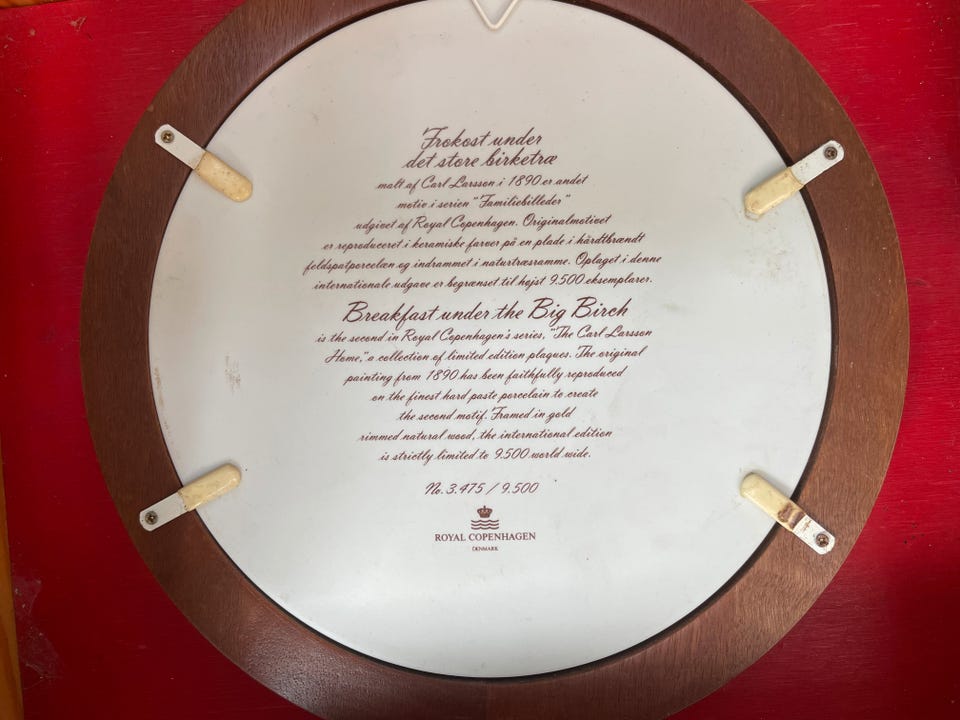 Frokost under
det store birketræ
malt af Carl Larsson i 1890 er andet
motiv i serien "Familiebilleder"
udgivet af Royal Copenhagen. Originalmotivet
er reproduceret i keramiske farver på en plade i hårdtbrændt
feldspatporcelæn og indrammet i naturtræsramme. Oplaget i denne
internationale udgave er begrænset til højst 9.500 eksemplarer.
Breakfast under the Big Birch
is the second in Royal Copenhagen's series, "The Carl Larsson
Home," a collection of limited edition plaques. The original
painting from 1890 has been faithfully reproduced
on the finest hard paste porcelain to create
the second motif. Framed in gold
rimmed natural wood, the international edition
is strictly limited to 9.500 world wide.
No. 3.475 / 9.500
ROYAL COPENHAGEN
DENMARK